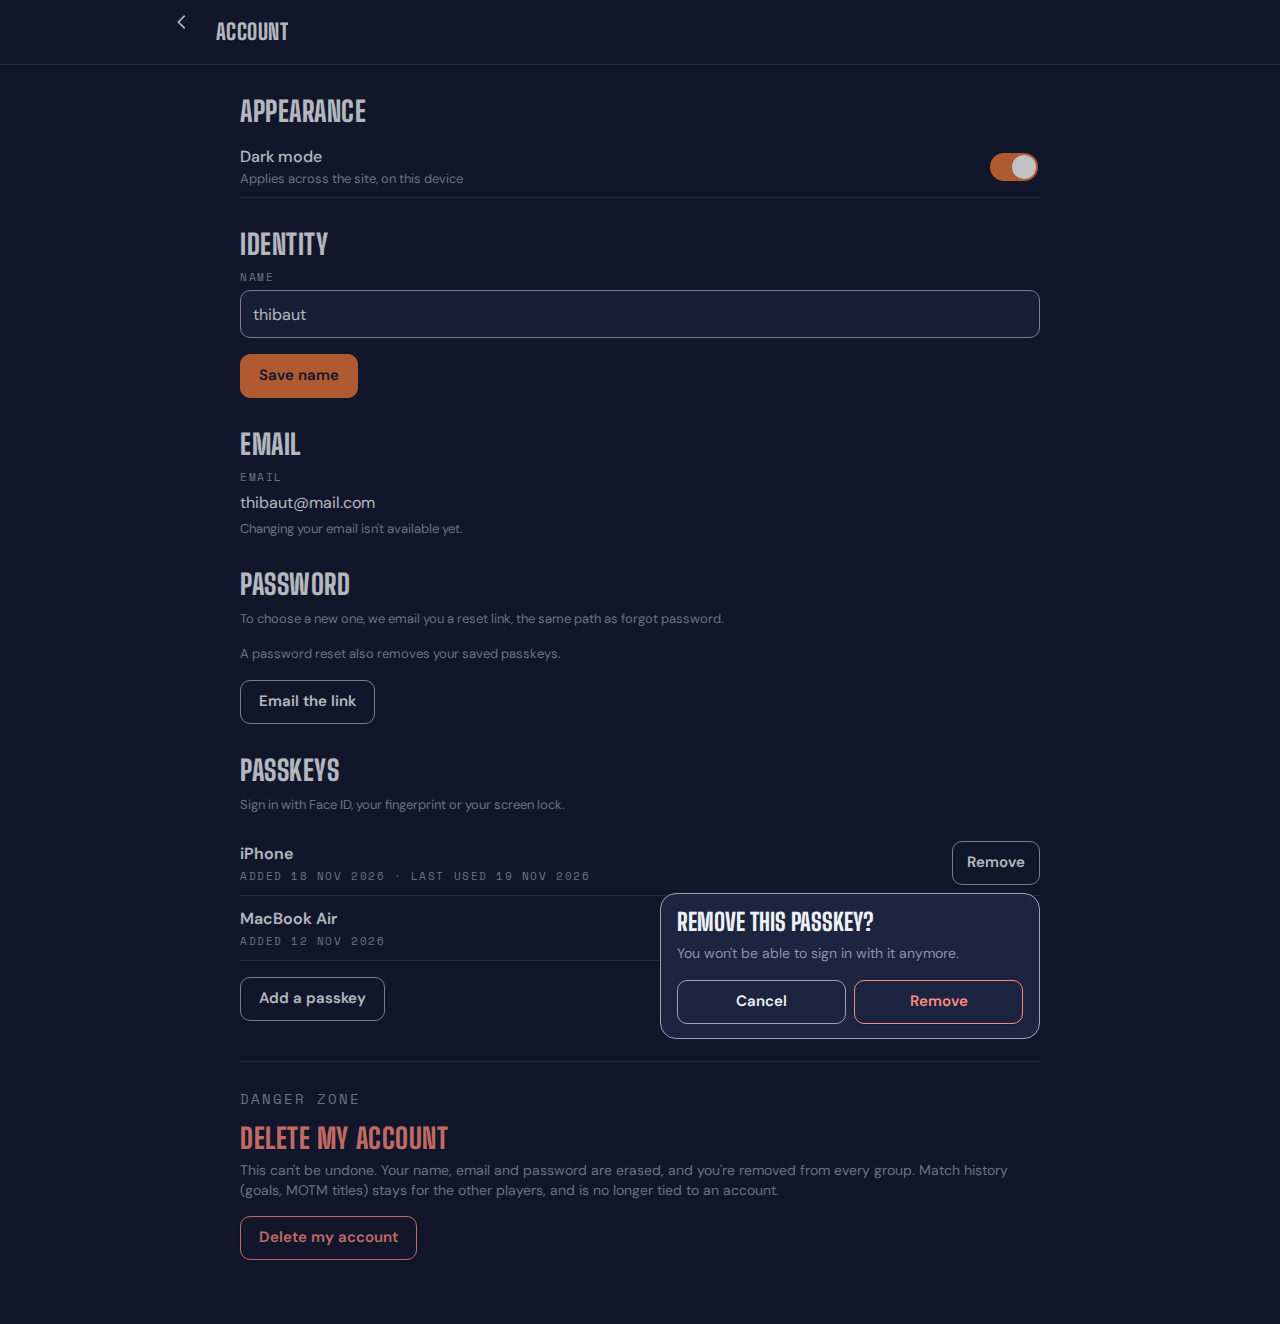 ACCOUNT
APPEARANCE
Dark mode
Applies across the site, on this device
IDENTITY
NAME
thibaut
Save name
EMAIL
EMAIL
thibaut@mail.com
Changing your email isn't available yet.
PASSWORD
To choose a new one, we email you a reset link, the same path as forgot password.
A password reset also removes your saved passkeys.
Email the link
PASSKEYS
Sign in with Face ID, your fingerprint or your screen lock.
iPhone
ADDED 18 NOV 2026 · LAST USED 19 NOV 2026
Remove
MacBook Air
ADDED 12 NOV 2026
REMOVE THIS PASSKEY?
You won't be able to sign in with it anymore.
Cancel
Remove
Add a passkey
DANGER ZONE
DELETE MY ACCOUNT
This can't be undone. Your name, email and password are erased, and you're removed from every group. Match history
(goals, MOTM titles) stays for the other players, and is no longer tied to an account.
Delete my account